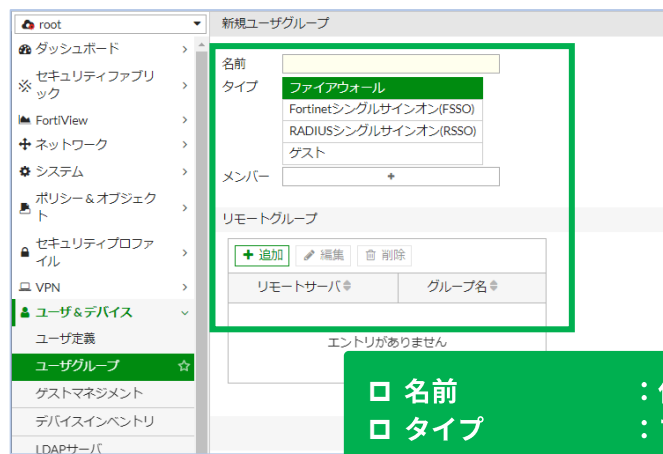 root
新規ユーザグループ
ダッシュボード
セキュリティファブリ
ック
FortiView
ネットワーク
システム
ポリシー＆オブジェク
ト
セキュリティプロファ
イル
VPN
ユーザ＆デバイス
ユーザ定義
ユーザグループ
ゲストマネジメント
デバイスインベントリ
LDAPサーバ
名前
タイプ
ファイアウォール
Fortinetシングルサインオン(FSSO)
RADIUSシングルサインオン(RSSO)
ゲスト
メンバー
+
リモートグループ
+ 追加 編集 削除
リモートサーバ グループ名
エントリがありません
名前 ：
タイプ ：